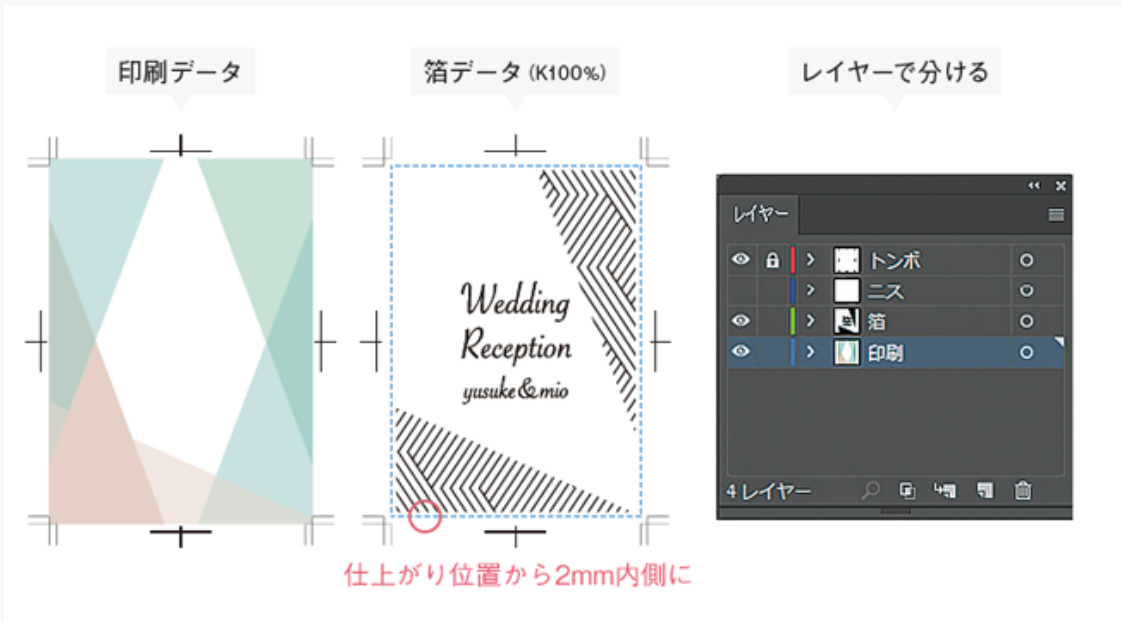 印刷データ
箔データ(K100%)
レイヤーで分ける
Wedding
Reception
yusuke&mio
仕上がり位置から2mm内側に
レイヤー
トンボ
ニス
箔
印刷
4レイヤー